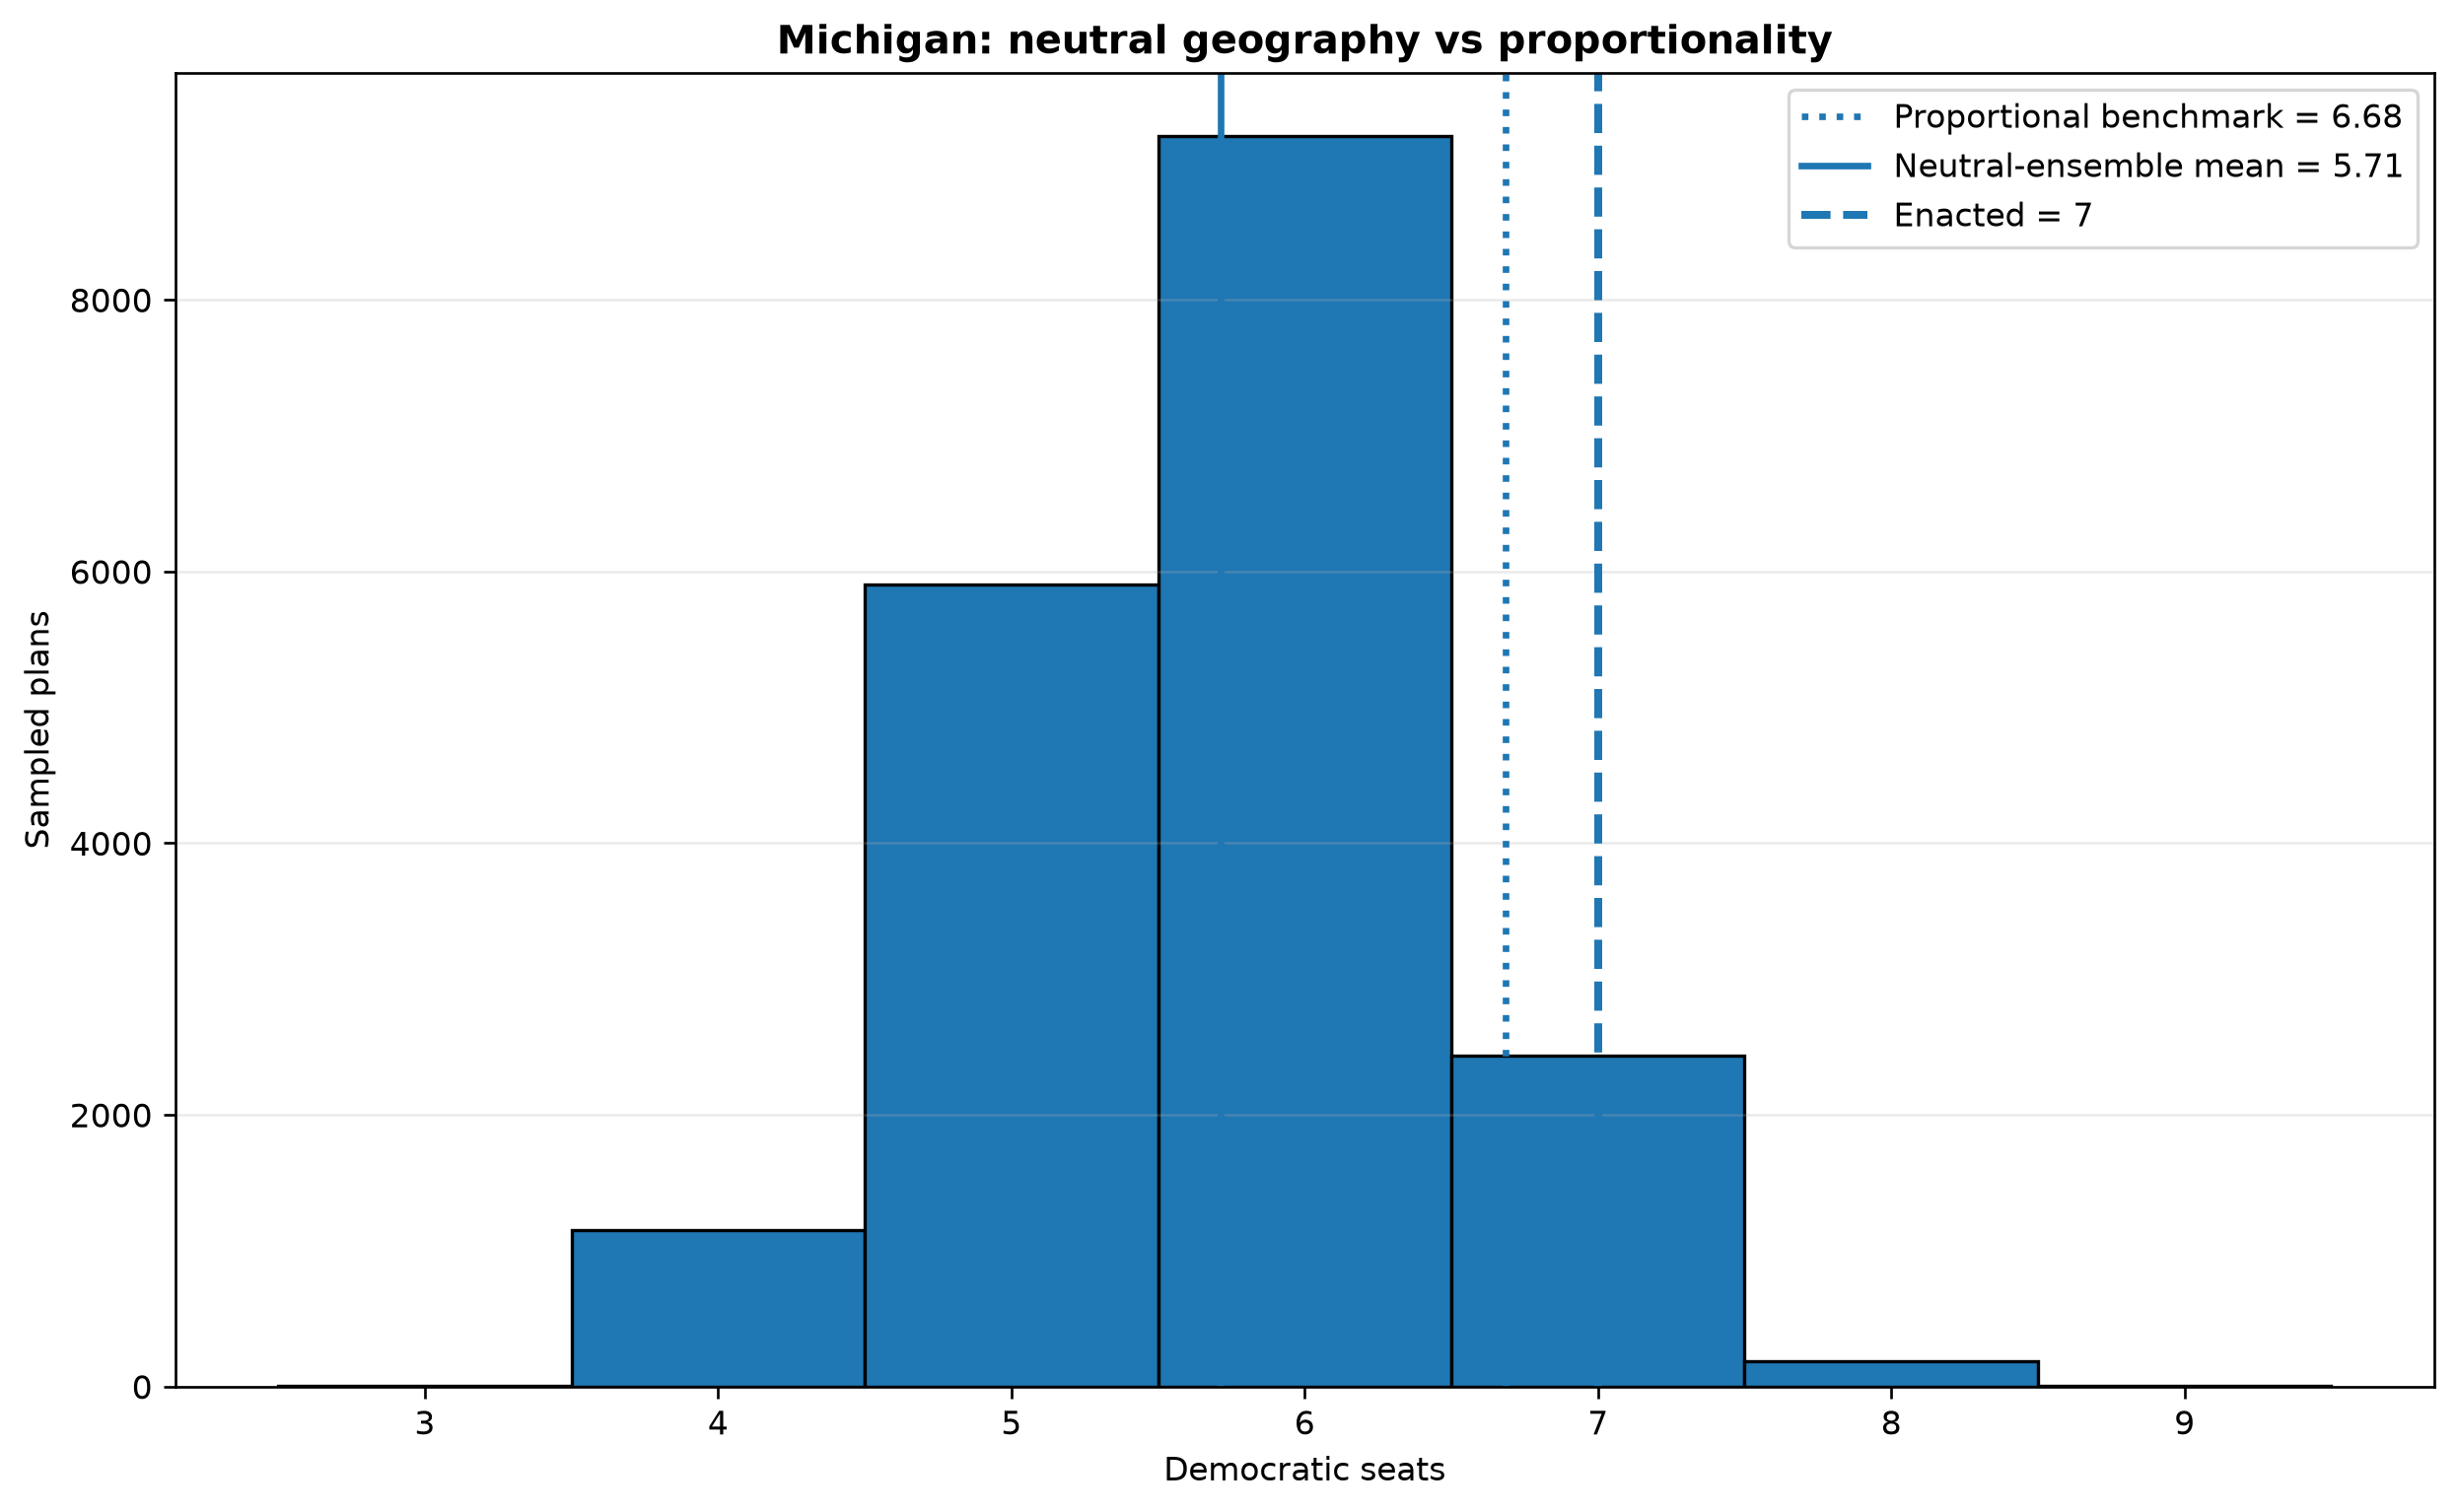 Michigan: neutral geography vs proportionality
Proportional benchmark = 6.68
Neutral-ensemble mean = 5.71
Enacted = 7
8000
6000
4000
2000
0
Sampled plans
3 4 5 6 7 8 9
Democratic seats